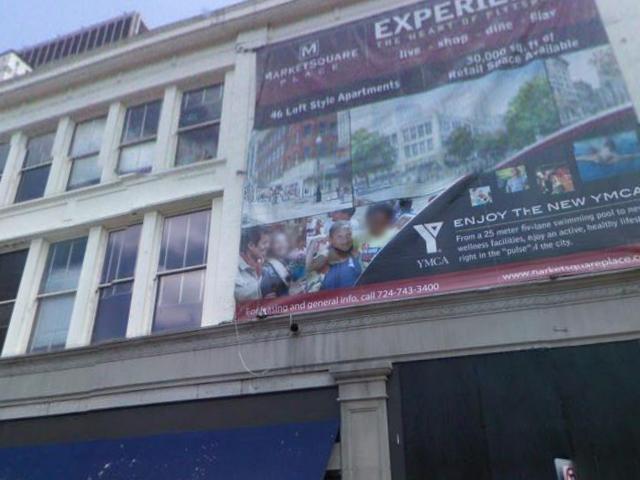 M
MARKETSQUARE
PLACE
EXPERIE
THE HEART OF PITTSB
live - shop - dine - play
46 Loft Style Apartments
30,000 sq. ft of
Retail Space Available
YMCA
ENJOY THE NEW YMCA
From a 25 meter five-lane swimming pool to
wellness facilities, enjoy an active, healthy lifest
right in the "pulse" of the city.
For leasing and general info, call 724-743-3400
www.marketsquareplace.c